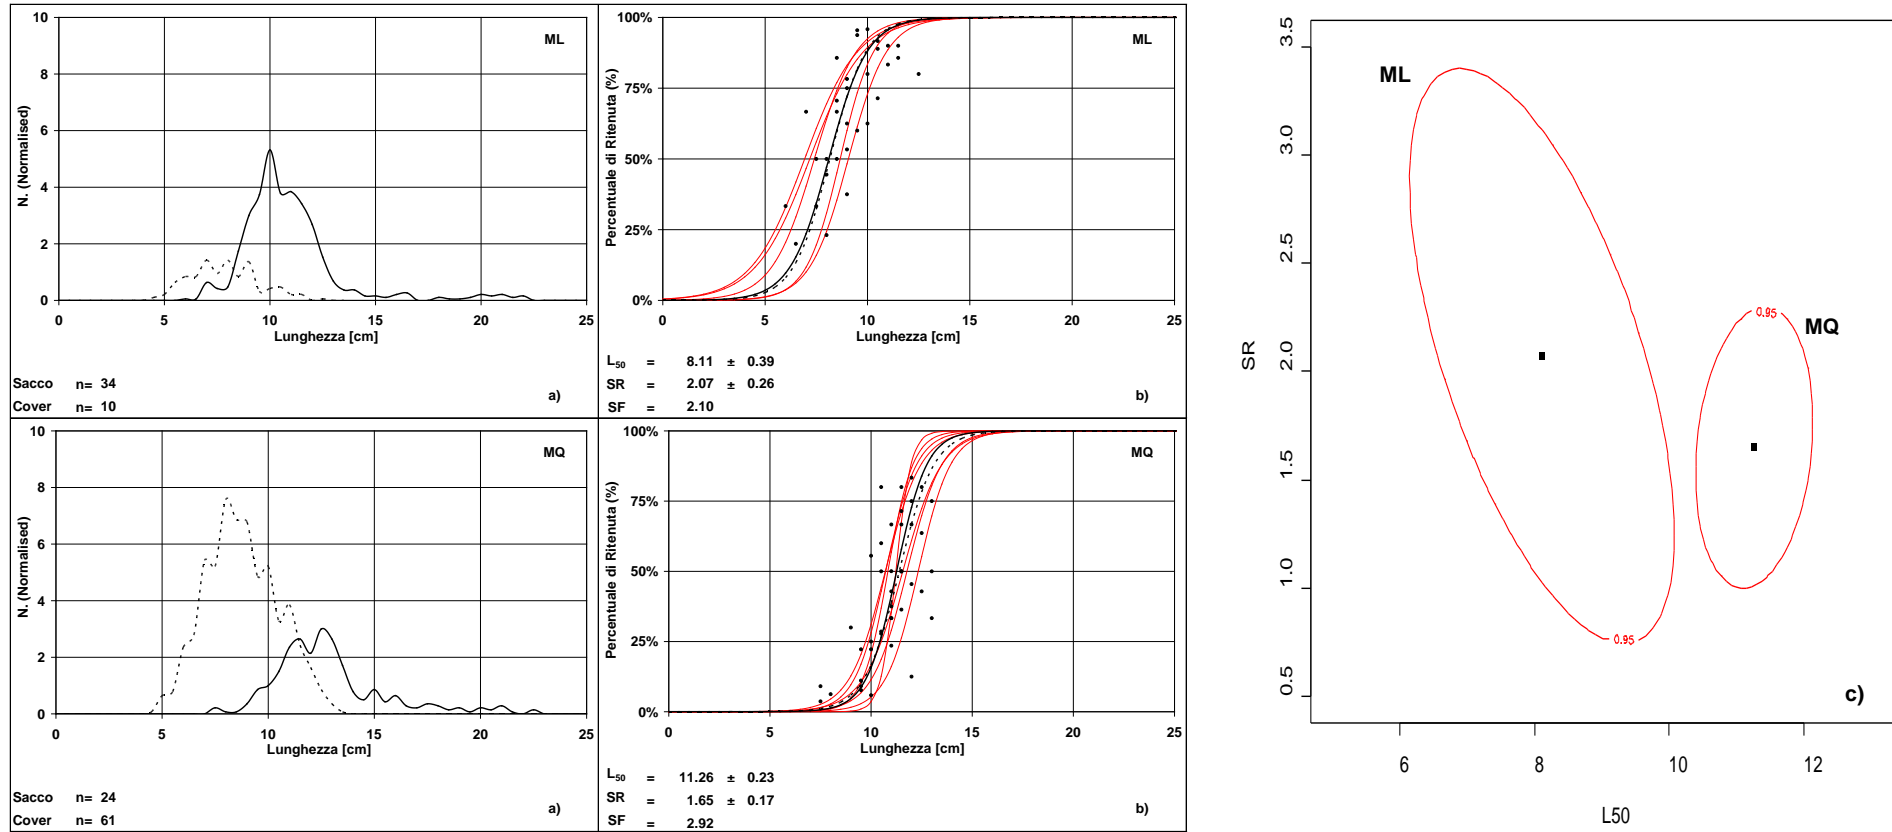 10
8
6
4
2
0
N. (Normalised)
ML
0 5 10 15 20 25
Lunghezza [cm]
Sacco n= 34
Cover n= 10
a)
100%
75%
50%
25%
0%
Percentuale di Ritenuta (%)
ML
0 5 10 15 20 25
Lunghezza [cm]
L50 = 8.11 ± 0.39
SR = 2.07 ± 0.26
SF = 2.10
b)
10
8
6
4
2
0
N. (Normalised)
MQ
0 5 10 15 20 25
Lunghezza [cm]
Sacco n= 24
Cover n= 61
a)
100%
75%
50%
25%
0%
Percentuale di Ritenuta (%)
MQ
0 5 10 15 20 25
Lunghezza [cm]
L50 = 11.26 ± 0.23
SR = 1.65 ± 0.17
SF = 2.92
b)
3.5
3.0
2.5
2.0
1.5
1.0
0.5
SR
ML
0.95
MQ
0.95
c)
6 8 10 12
L50